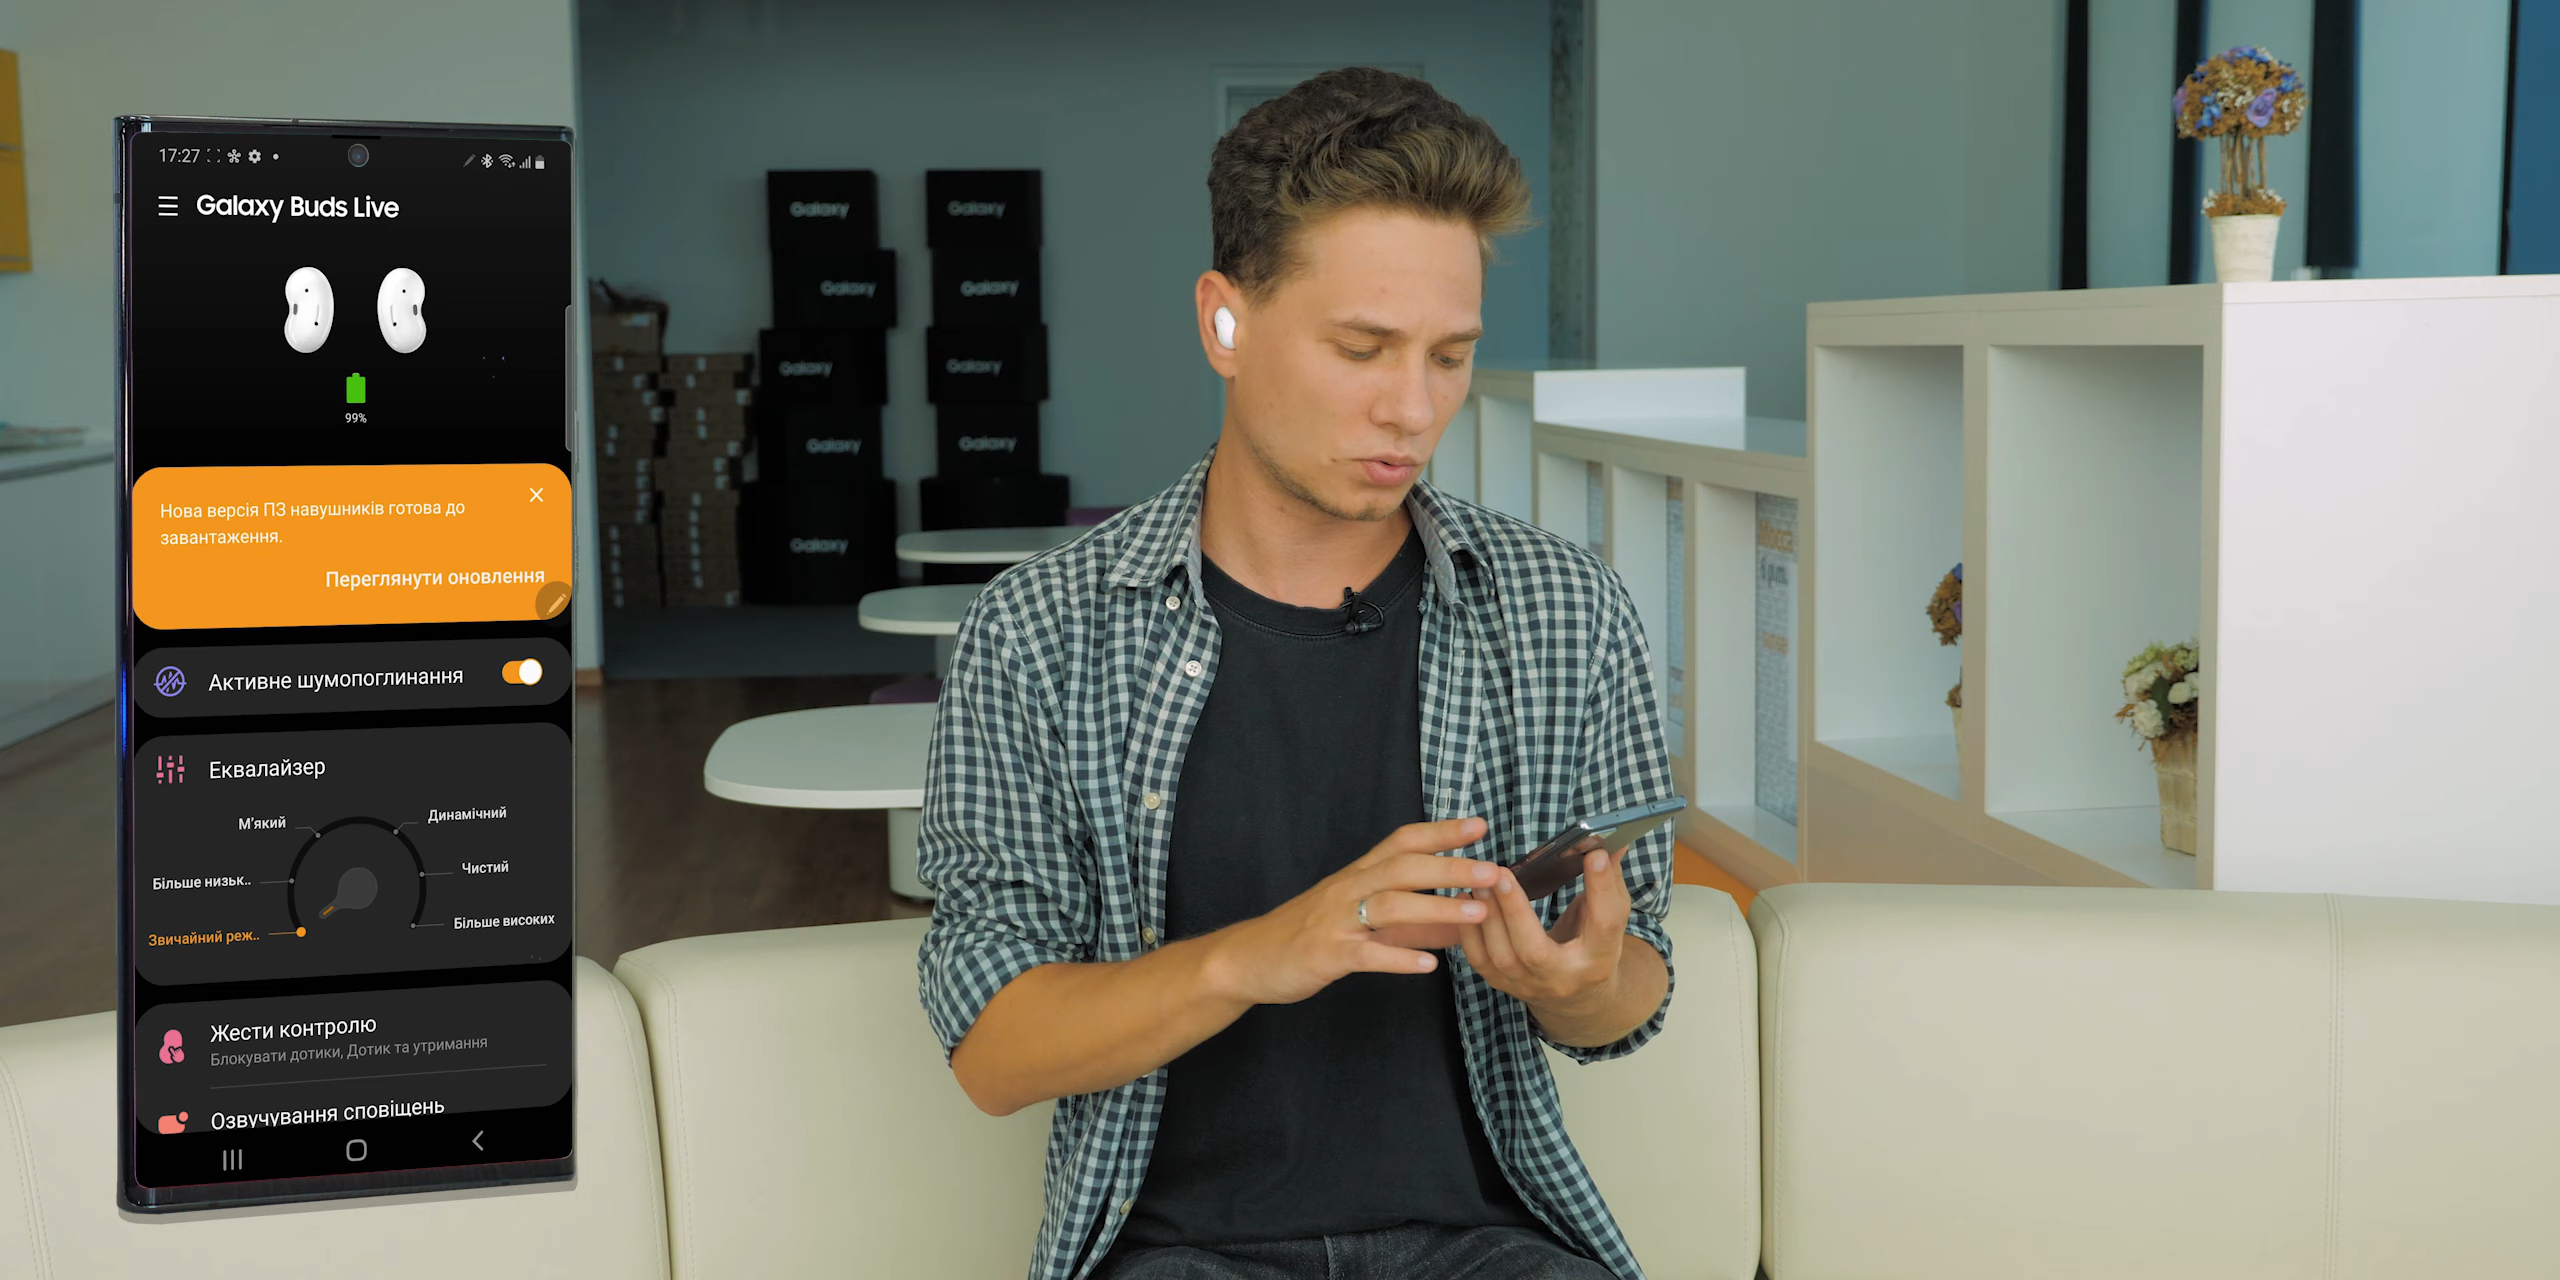 17:27
Galaxy Buds Live
99%
Нова версія ПЗ навушників готова до
завантаження.
Переглянути оновлення
Активне шумопоглинання
Еквалайзер
М'який
Динамічний
Більше низьк..
Чистий
Звичайний реж..
Більше високих
Жести контролю
Блокувати дотики, Дотик та утримання
Озвучування сповіщень
Galaxy
Galaxy
Galaxy
Galaxy
Galaxy
Galaxy
Galaxy
Galaxy
Galaxy